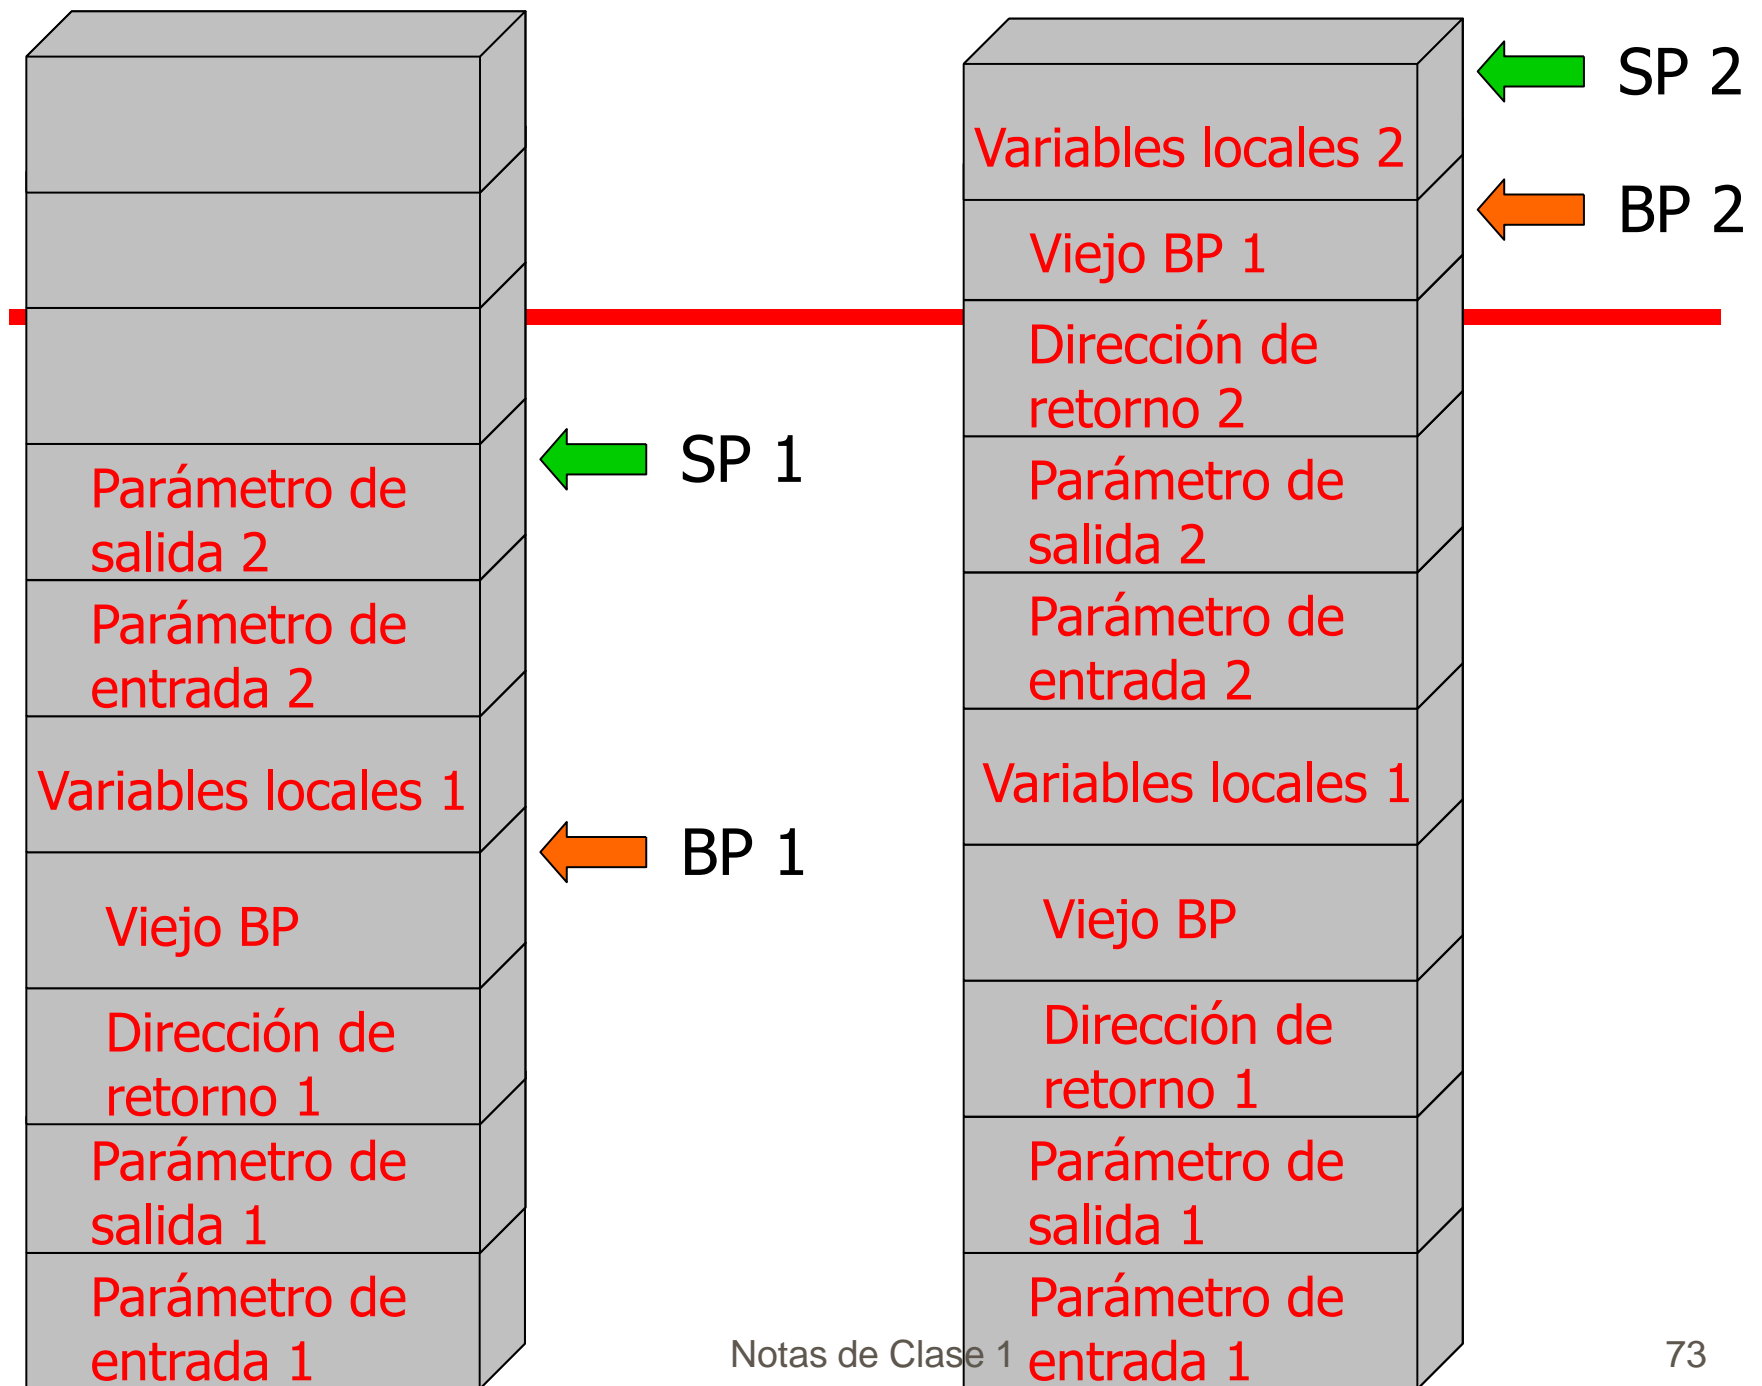 Parámetro de
salida 2
Parámetro de
entrada 2
Variables locales 1
Viejo BP
Dirección de
retorno 1
Parámetro de
salida 1
Parámetro de
entrada 1
SP 1
BP 1
Variables locales 2
Viejo BP 1
Dirección de
retorno 2
Parámetro de
salida 2
Parámetro de
entrada 2
Variables locales 1
Viejo BP
Dirección de
retorno 1
Parámetro de
salida 1
Parámetro de
entrada 1
SP 2
BP 2
Notas de Clase 1
73